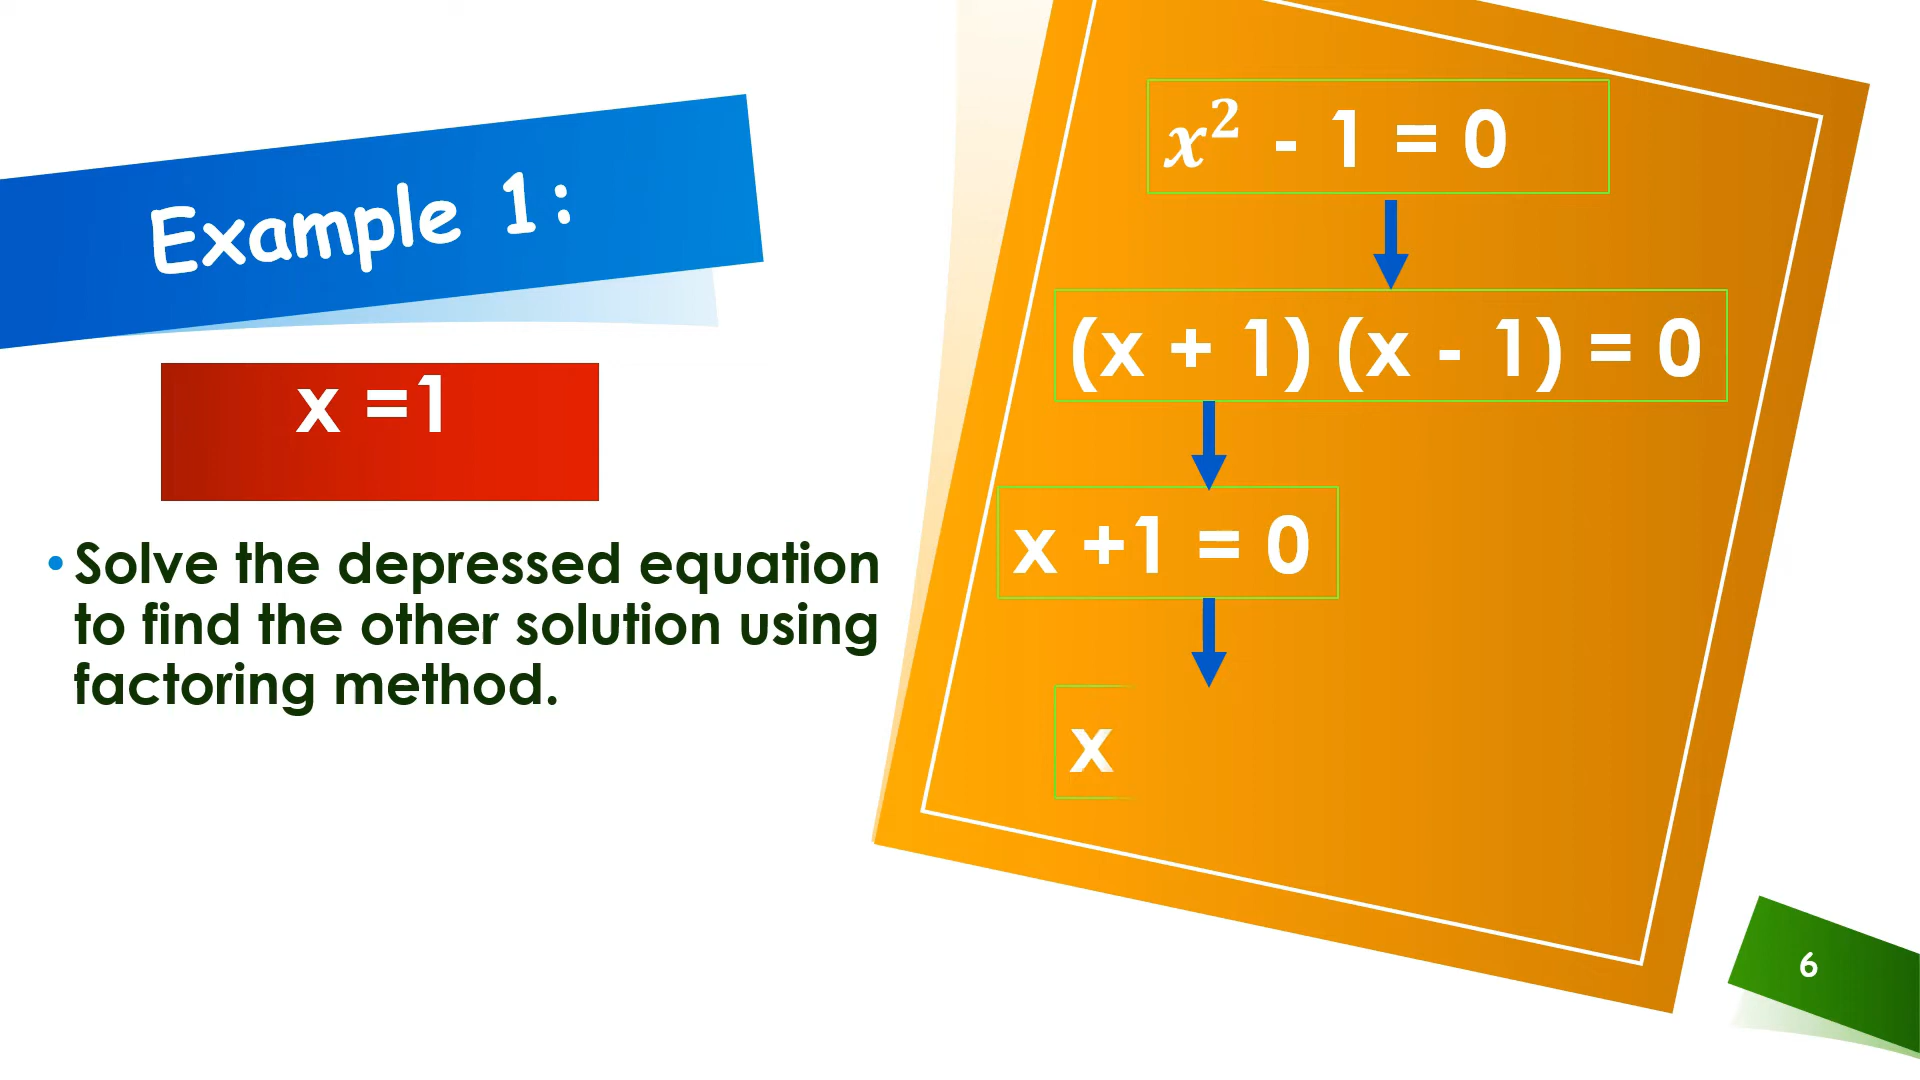 Example 1:
x =1
• Solve the depressed equation
to find the other solution using
factoring method.
x² - 1 = 0
(x + 1) (x - 1) = 0
x +1 = 0
x
6